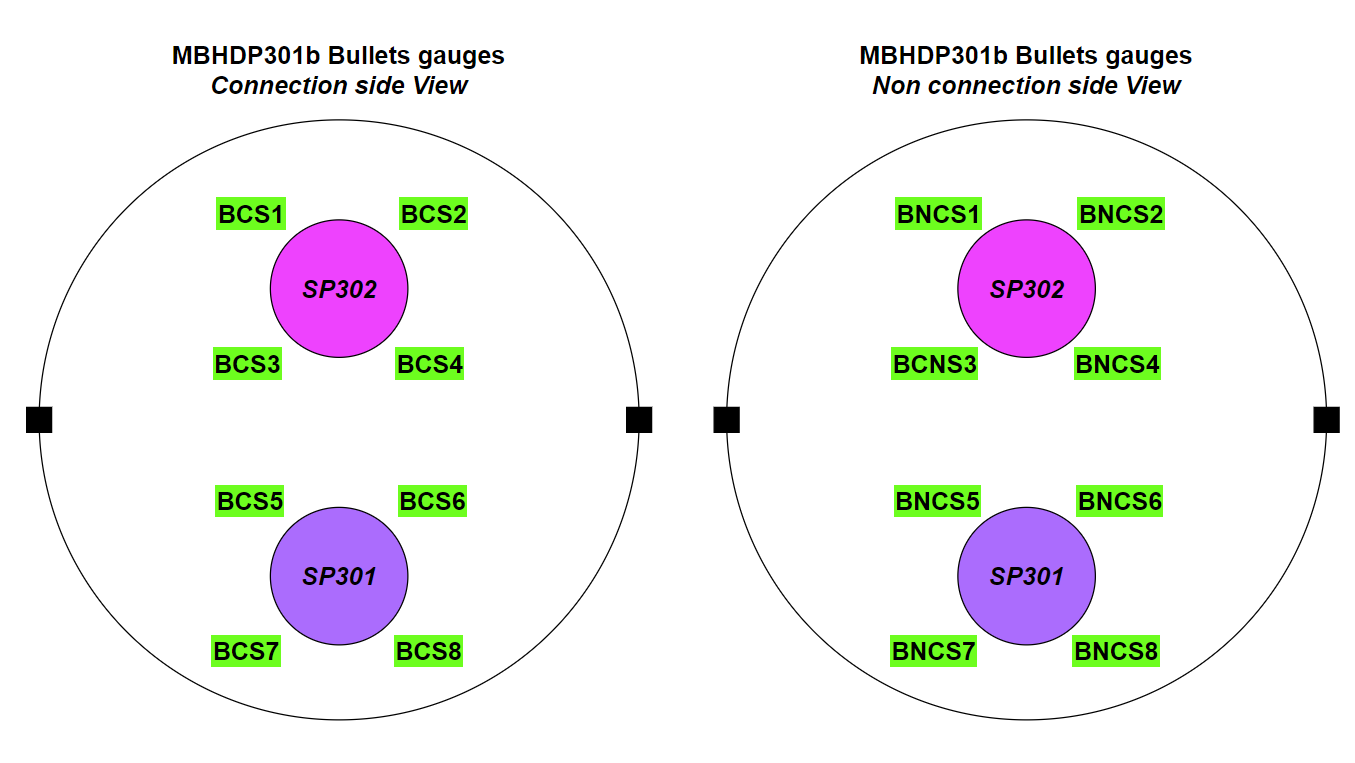 MBHDP301b Bullets gauges
Connection side View
BCS1 BCS2
SP302
BCS3 BCS4
BCS5 BCS6
SP301
BCS7 BCS8
MBHDP301b Bullets gauges
Non connection side View
BNCS1 BNCS2
SP302
BCNS3 BNCS4
BNCS5 BNCS6
SP301
BNCS7 BNCS8